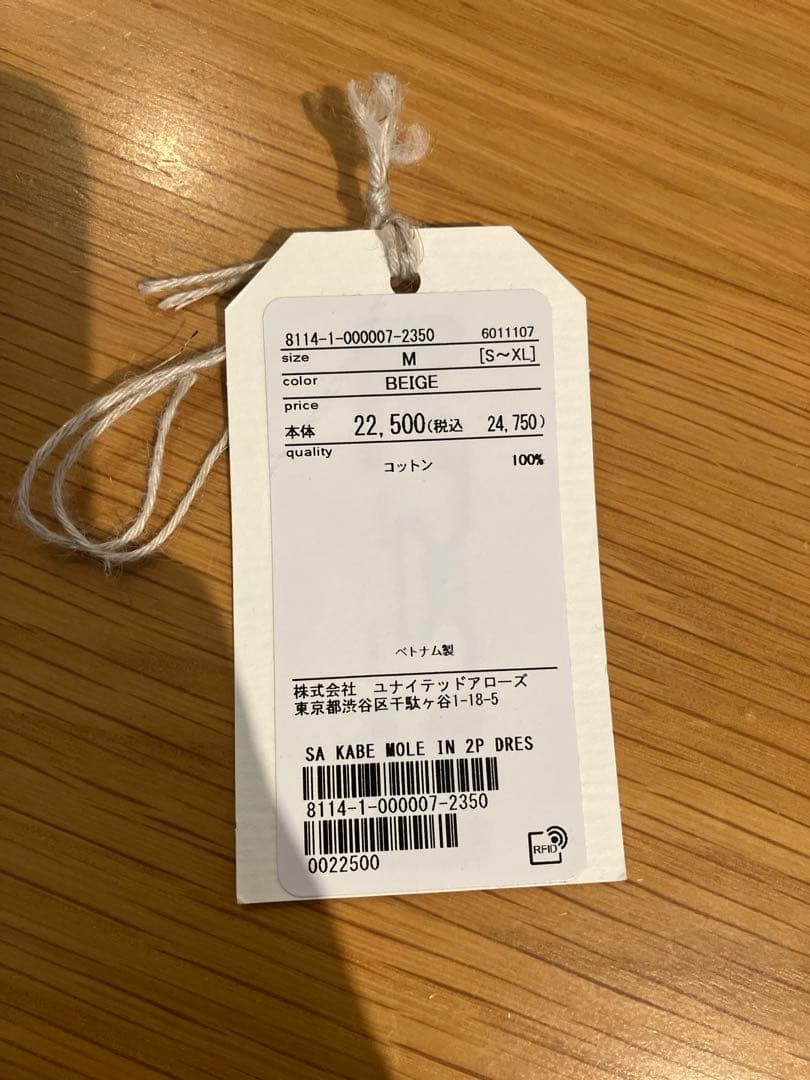 8114-1-000007-2350 6011107
size M [S～XL]
color BEIGE
price
本体 22,500(税込 24,750)
quality
コットン 100%
ベトナム製
株式会社 ユナイテッドアローズ
東京都渋谷区千駄ヶ谷1-18-5
SA KABE MOLE IN 2P DRES
8114-1-000007-2350
0022500
RFID